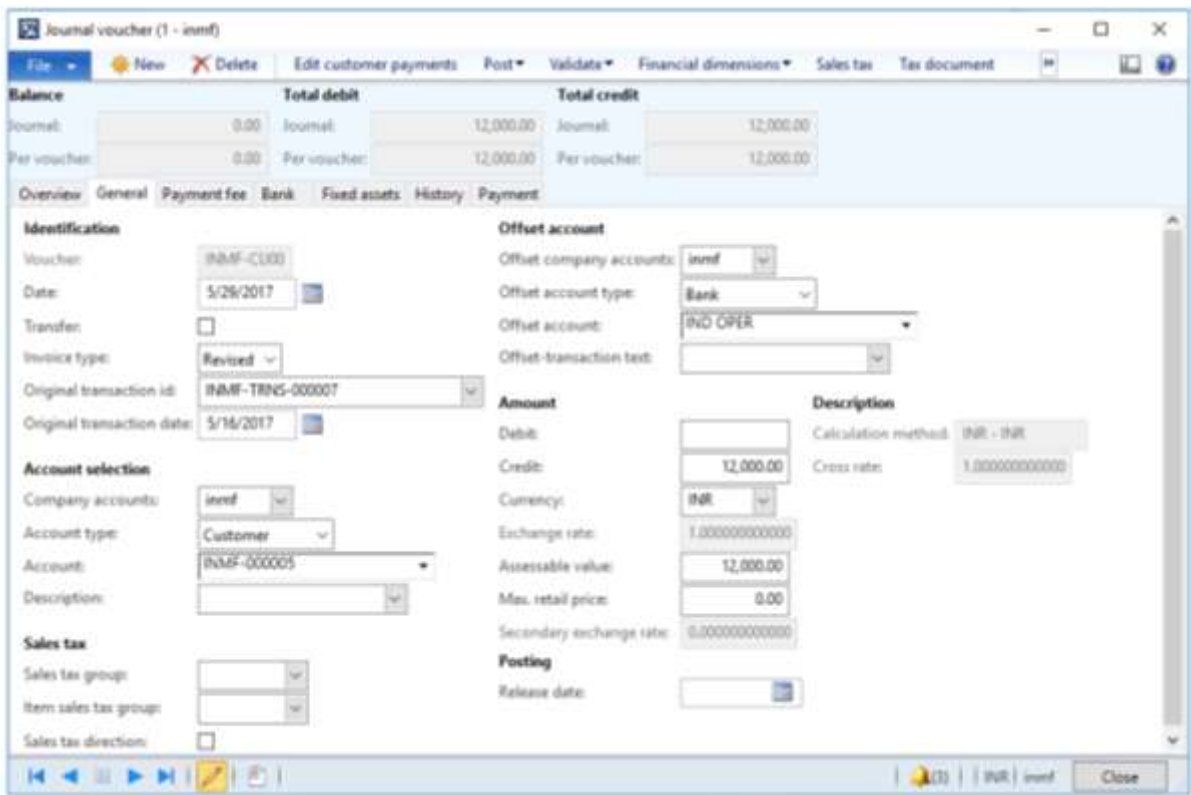 Journal voucher (1 - inmf)
File New Delete Edit customer payments Post Validate Financial dimensions Sales tax Tax document
Balance Total debit Total credit
Journal: 0.00 Journal: 12,000.00 Journal: 12,000.00
Per voucher: 0.00 Per voucher: 12,000.00 Per voucher: 12,000.00
Overview General Payment fee Bank Fixed assets History Payment
Identification
Voucher: INMF-CU00
Date: 5/29/2017
Transfer:
Invoice type: Revised
Original transaction id: INMF-TRNS-000007
Original transaction date: 5/16/2017
Account selection
Company accounts: inmf
Account type: Customer
Account: INMF-000005
Description:
Sales tax
Sales tax group:
Item sales tax group:
Sales tax direction:
Offset account
Offset company accounts: inmf
Offset account type: Bank
Offset account: IND OPER
Offset-transaction text:
Amount
Debit:
Credit: 12,000.00
Currency: INR
Exchange rate: 1.000000000000
Assessable value: 12,000.00
Max. retail price: 0.00
Secondary exchange rate: 0.000000000000
Posting
Release date:
Description
Calculation method: INR - INR
Cross rate: 1.000000000000
(3) INR inmf Close